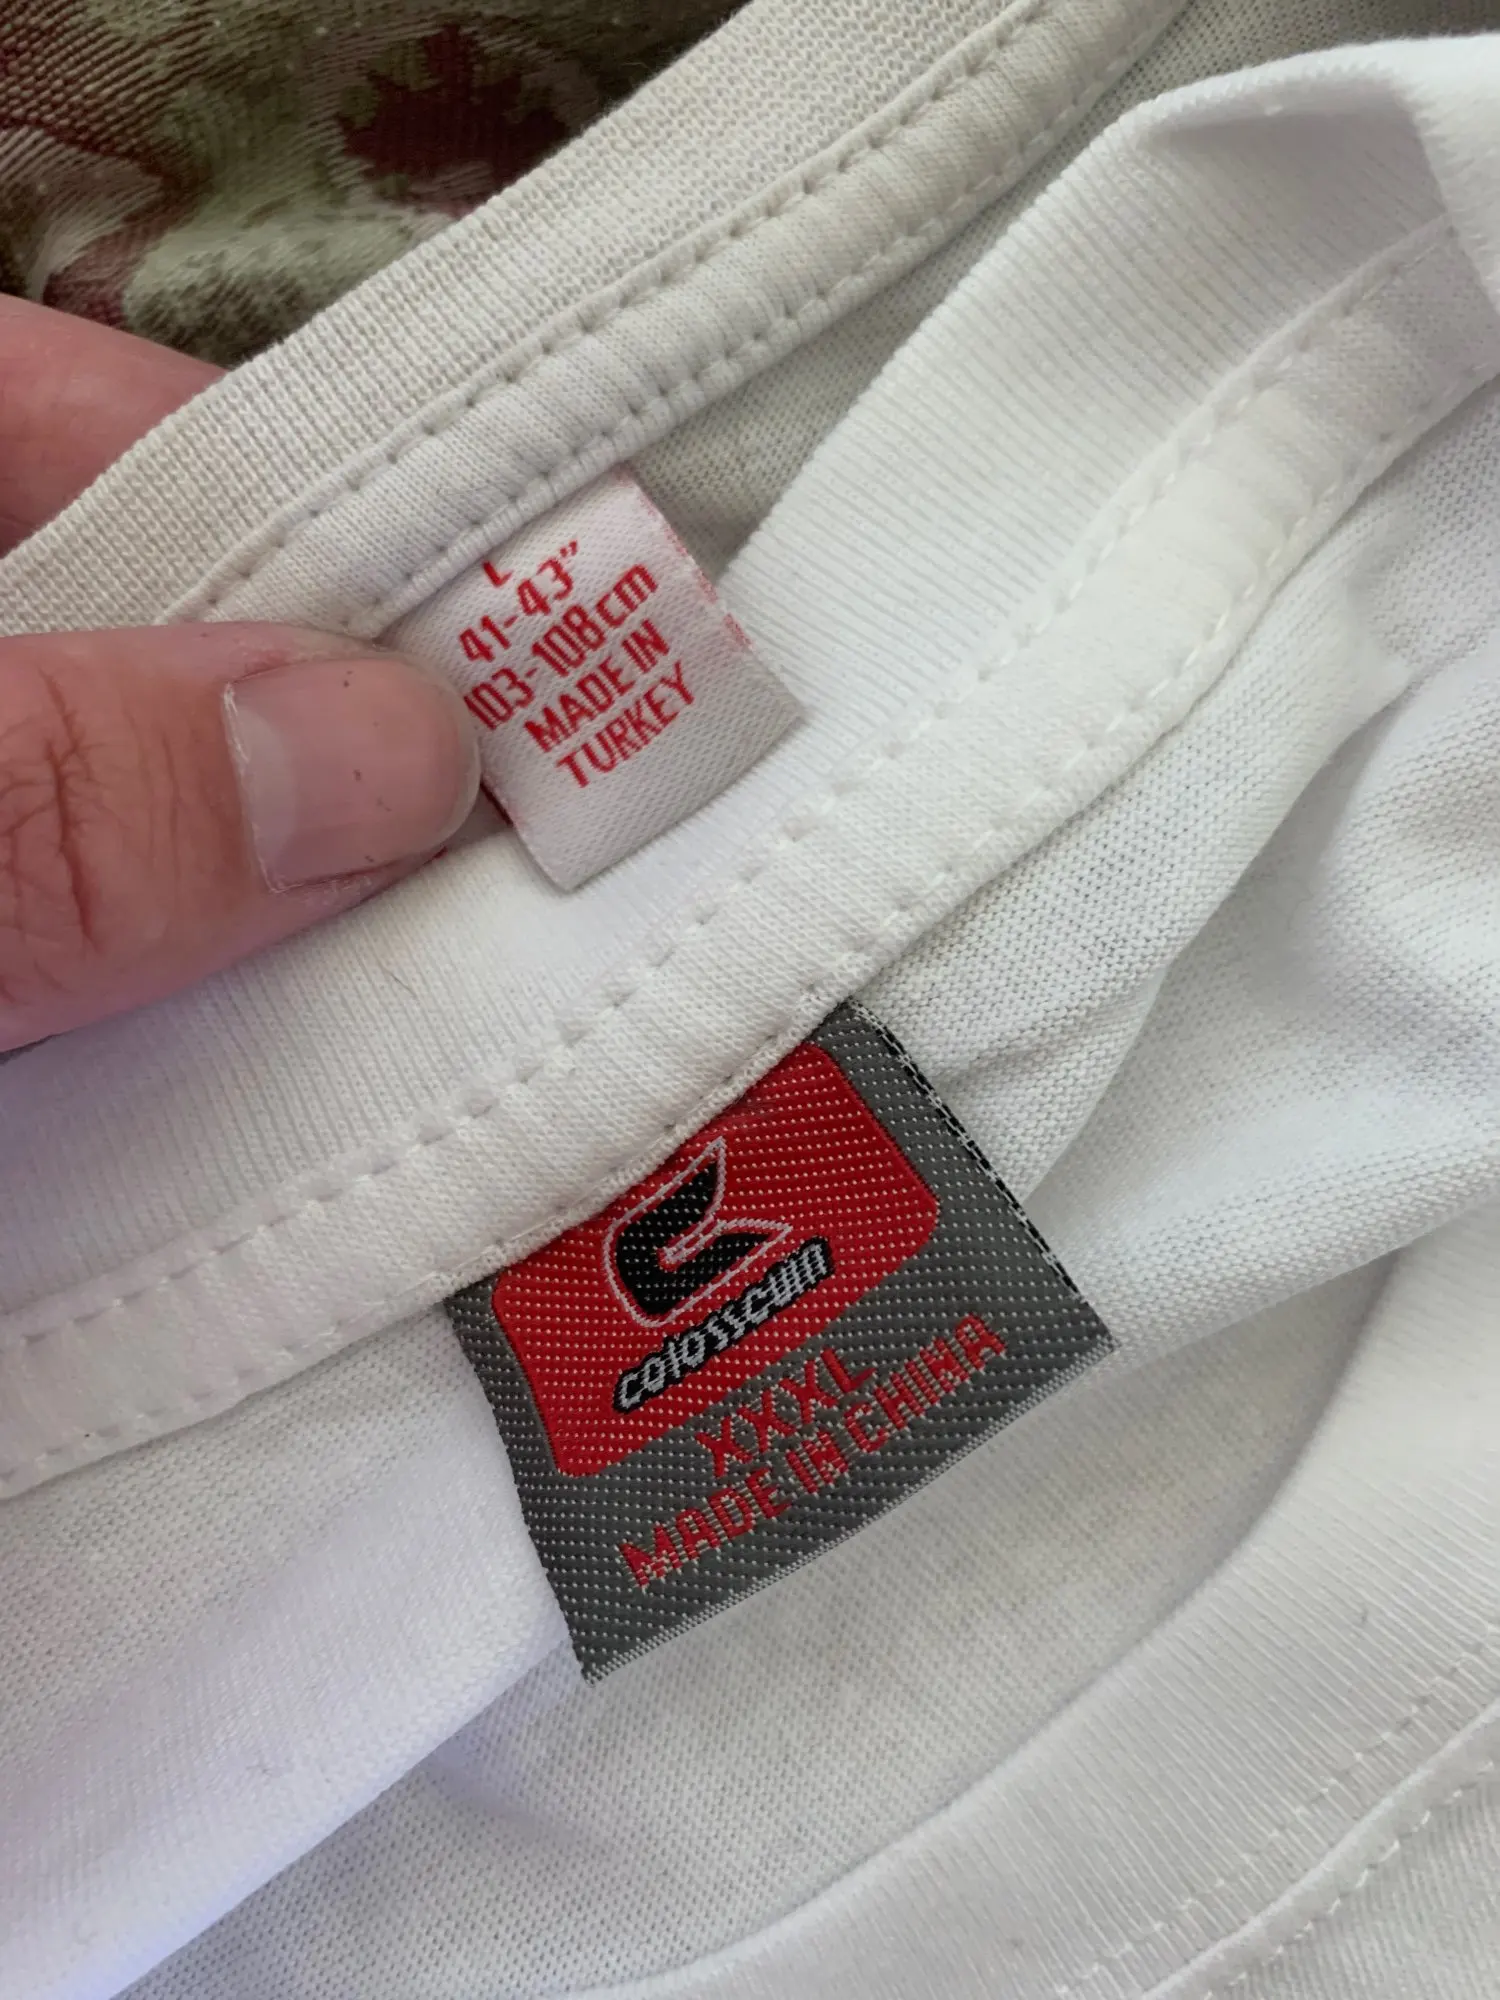 L
41-43"
103-108cm
MADE IN
TURKEY
colosseum
XXXL
MADE IN CHINA